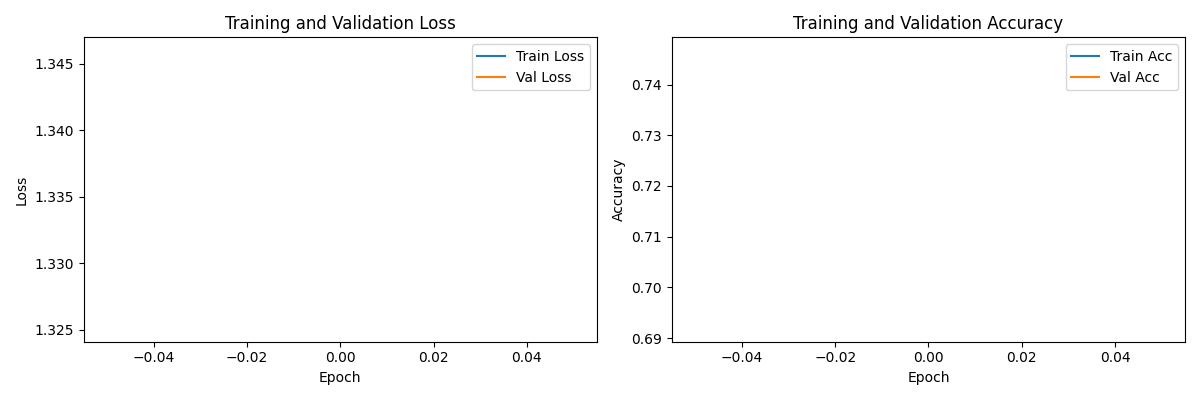 Training and Validation Loss
Train Loss
Val Loss
1.345
1.340
1.335
1.330
1.325
Loss
−0.04 −0.02 0.00 0.02 0.04
Epoch
Training and Validation Accuracy
Train Acc
Val Acc
0.74
0.73
0.72
0.71
0.70
0.69
Accuracy
−0.04 −0.02 0.00 0.02 0.04
Epoch